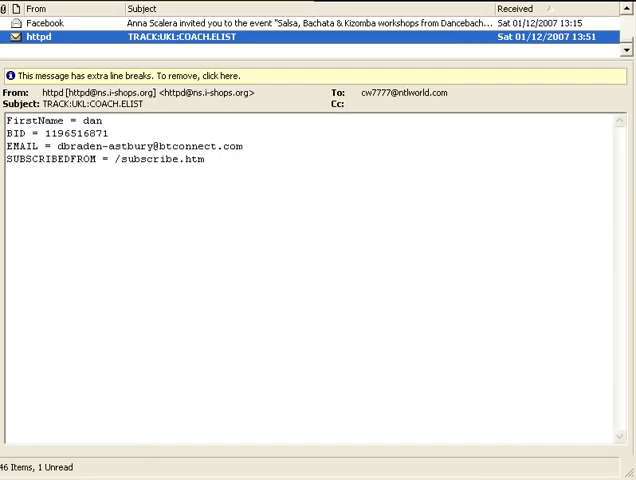 From Subject Received
Facebook Anna Scalera invited you to the event "Salsa, Bachata & Kizomba workshops from Dancebach... Sat 01/12/2007 13:15
httpd TRACK:UKL:COACH.ELIST Sat 01/12/2007 13:51
This message has extra line breaks. To remove, click here.
From: httpd [httpd@ns.i-shops.org] <httpd@ns.i-shops.org> To: cw7777@ntlworld.com
Subject: TRACK:UKL:COACH.ELIST Cc:
FirstName = dan
BID = 1196516871
EMAIL = dbraden-astbury@btconnect.com
SUBSCRIBEDFROM = /subscribe.htm
46 Items, 1 Unread